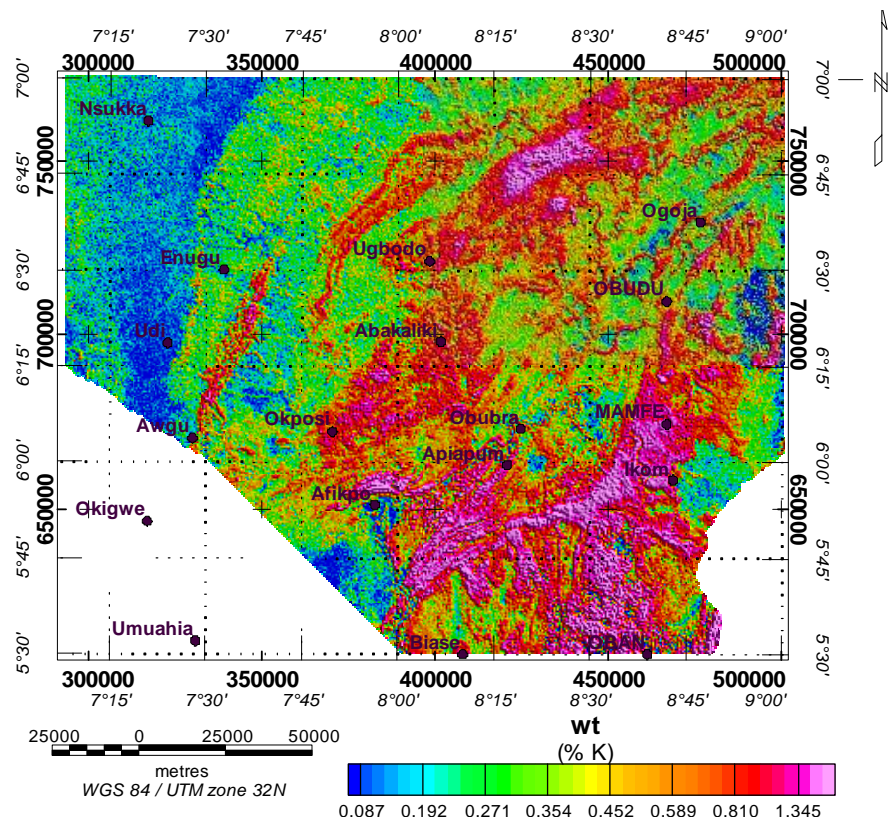 7°15' 7°30' 7°45' 8°00' 8°15' 8°30' 8°45' 9°00'
300000 350000 400000 450000 500000
7°00' 7°00'
N
Nsukka
750000 750000
6°45' 6°45'
Ogoja
Ugbodo
Enugu
6°30' 6°30'
OBUDU
Udi Abakaliki
700000 700000
6°15' 6°15'
Awgu Okposi Obubra MAMFE
Apiapum
6°00' 6°00'
Ikom
Afikpo
Okigwe
650000 650000
5°45' 5°45'
Umuahia
Biase OBAN
5°30' 5°30'
300000 350000 400000 450000 500000
7°15' 7°30' 7°45' 8°00' 8°15' 8°30' 8°45' 9°00'
25000 0 25000 50000
metres
WGS 84 / UTM zone 32N
wt
(% K)
0.087 0.192 0.271 0.354 0.452 0.589 0.810 1.345